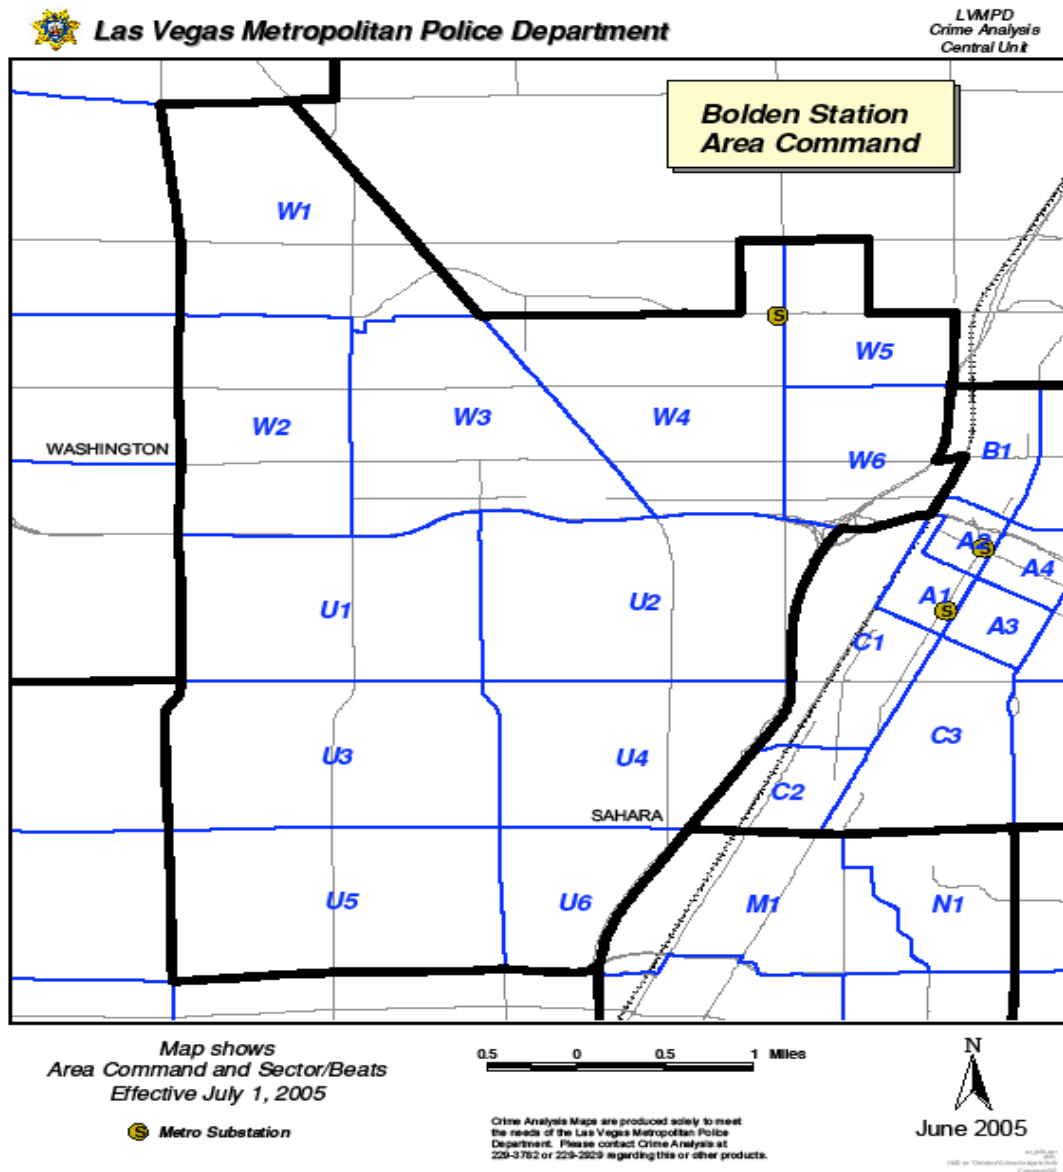 Las Vegas Metropolitan Police Department
LVMPD
Crime Analysis
Central Unit
Bolden Station
Area Command
W1
W5
W2
W3
W4
WASHINGTON
W6
B1
A2
A4
A1
U1
U2
A3
C1
U3
U4
C3
C2
SAHARA
U5
U6
M1
N1
Map shows
Area Command and Sector/Beats
Effective July 1, 2005
S Metro Substation
0.5 0 0.5 1 Miles
Crime Analysis Maps are produced solely to meet
the needs of the Las Vegas Metropolitan Police
Department. Please contact Crime Analysis at
229-3782 or 229-2929 regarding this or other products.
N
June 2005
S
S
S